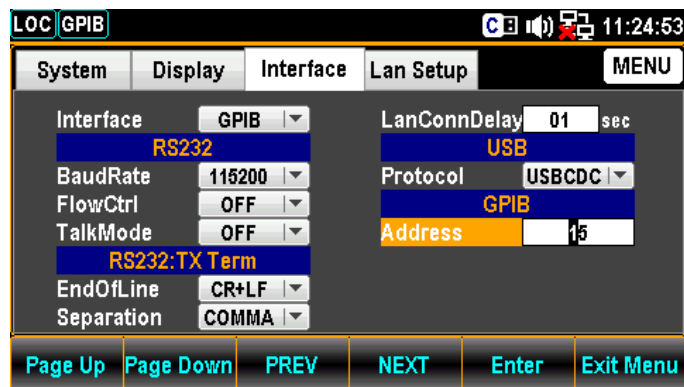 LOC GPIB C 11:24:53
System Display Interface Lan Setup MENU
Interface GPIB
RS232
BaudRate 115200
FlowCtrl OFF
TalkMode OFF
RS232:TX Term
EndOfLine CR+LF
Separation COMMA
LanConnDelay 01 sec
USB
Protocol USBCDC
GPIB
Address 15
Page Up Page Down PREV NEXT Enter Exit Menu